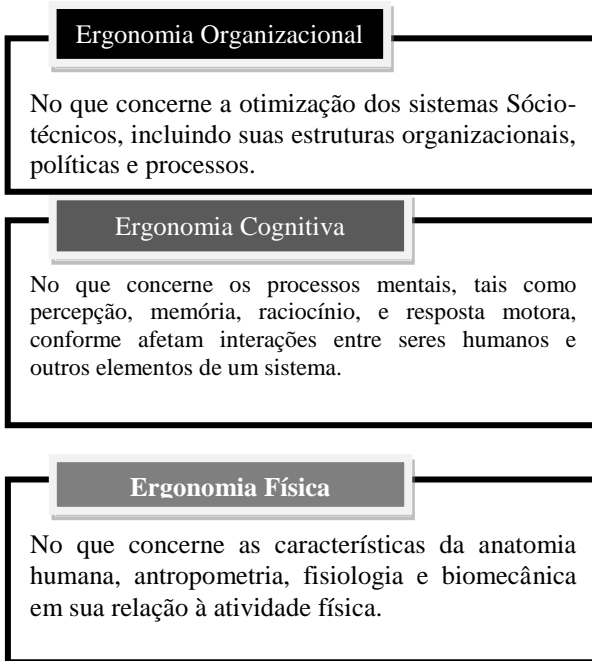 Ergonomia Organizacional
No que concerne a otimização dos sistemas Sócio-
técnicos, incluindo suas estruturas organizacionais,
políticas e processos.
Ergonomia Cognitiva
No que concerne os processos mentais, tais como
percepção, memória, raciocínio, e resposta motora,
conforme afetam interações entre seres humanos e
outros elementos de um sistema.
Ergonomia Física
No que concerne as características da anatomia
humana, antropometria, fisiologia e biomecânica
em sua relação à atividade física.